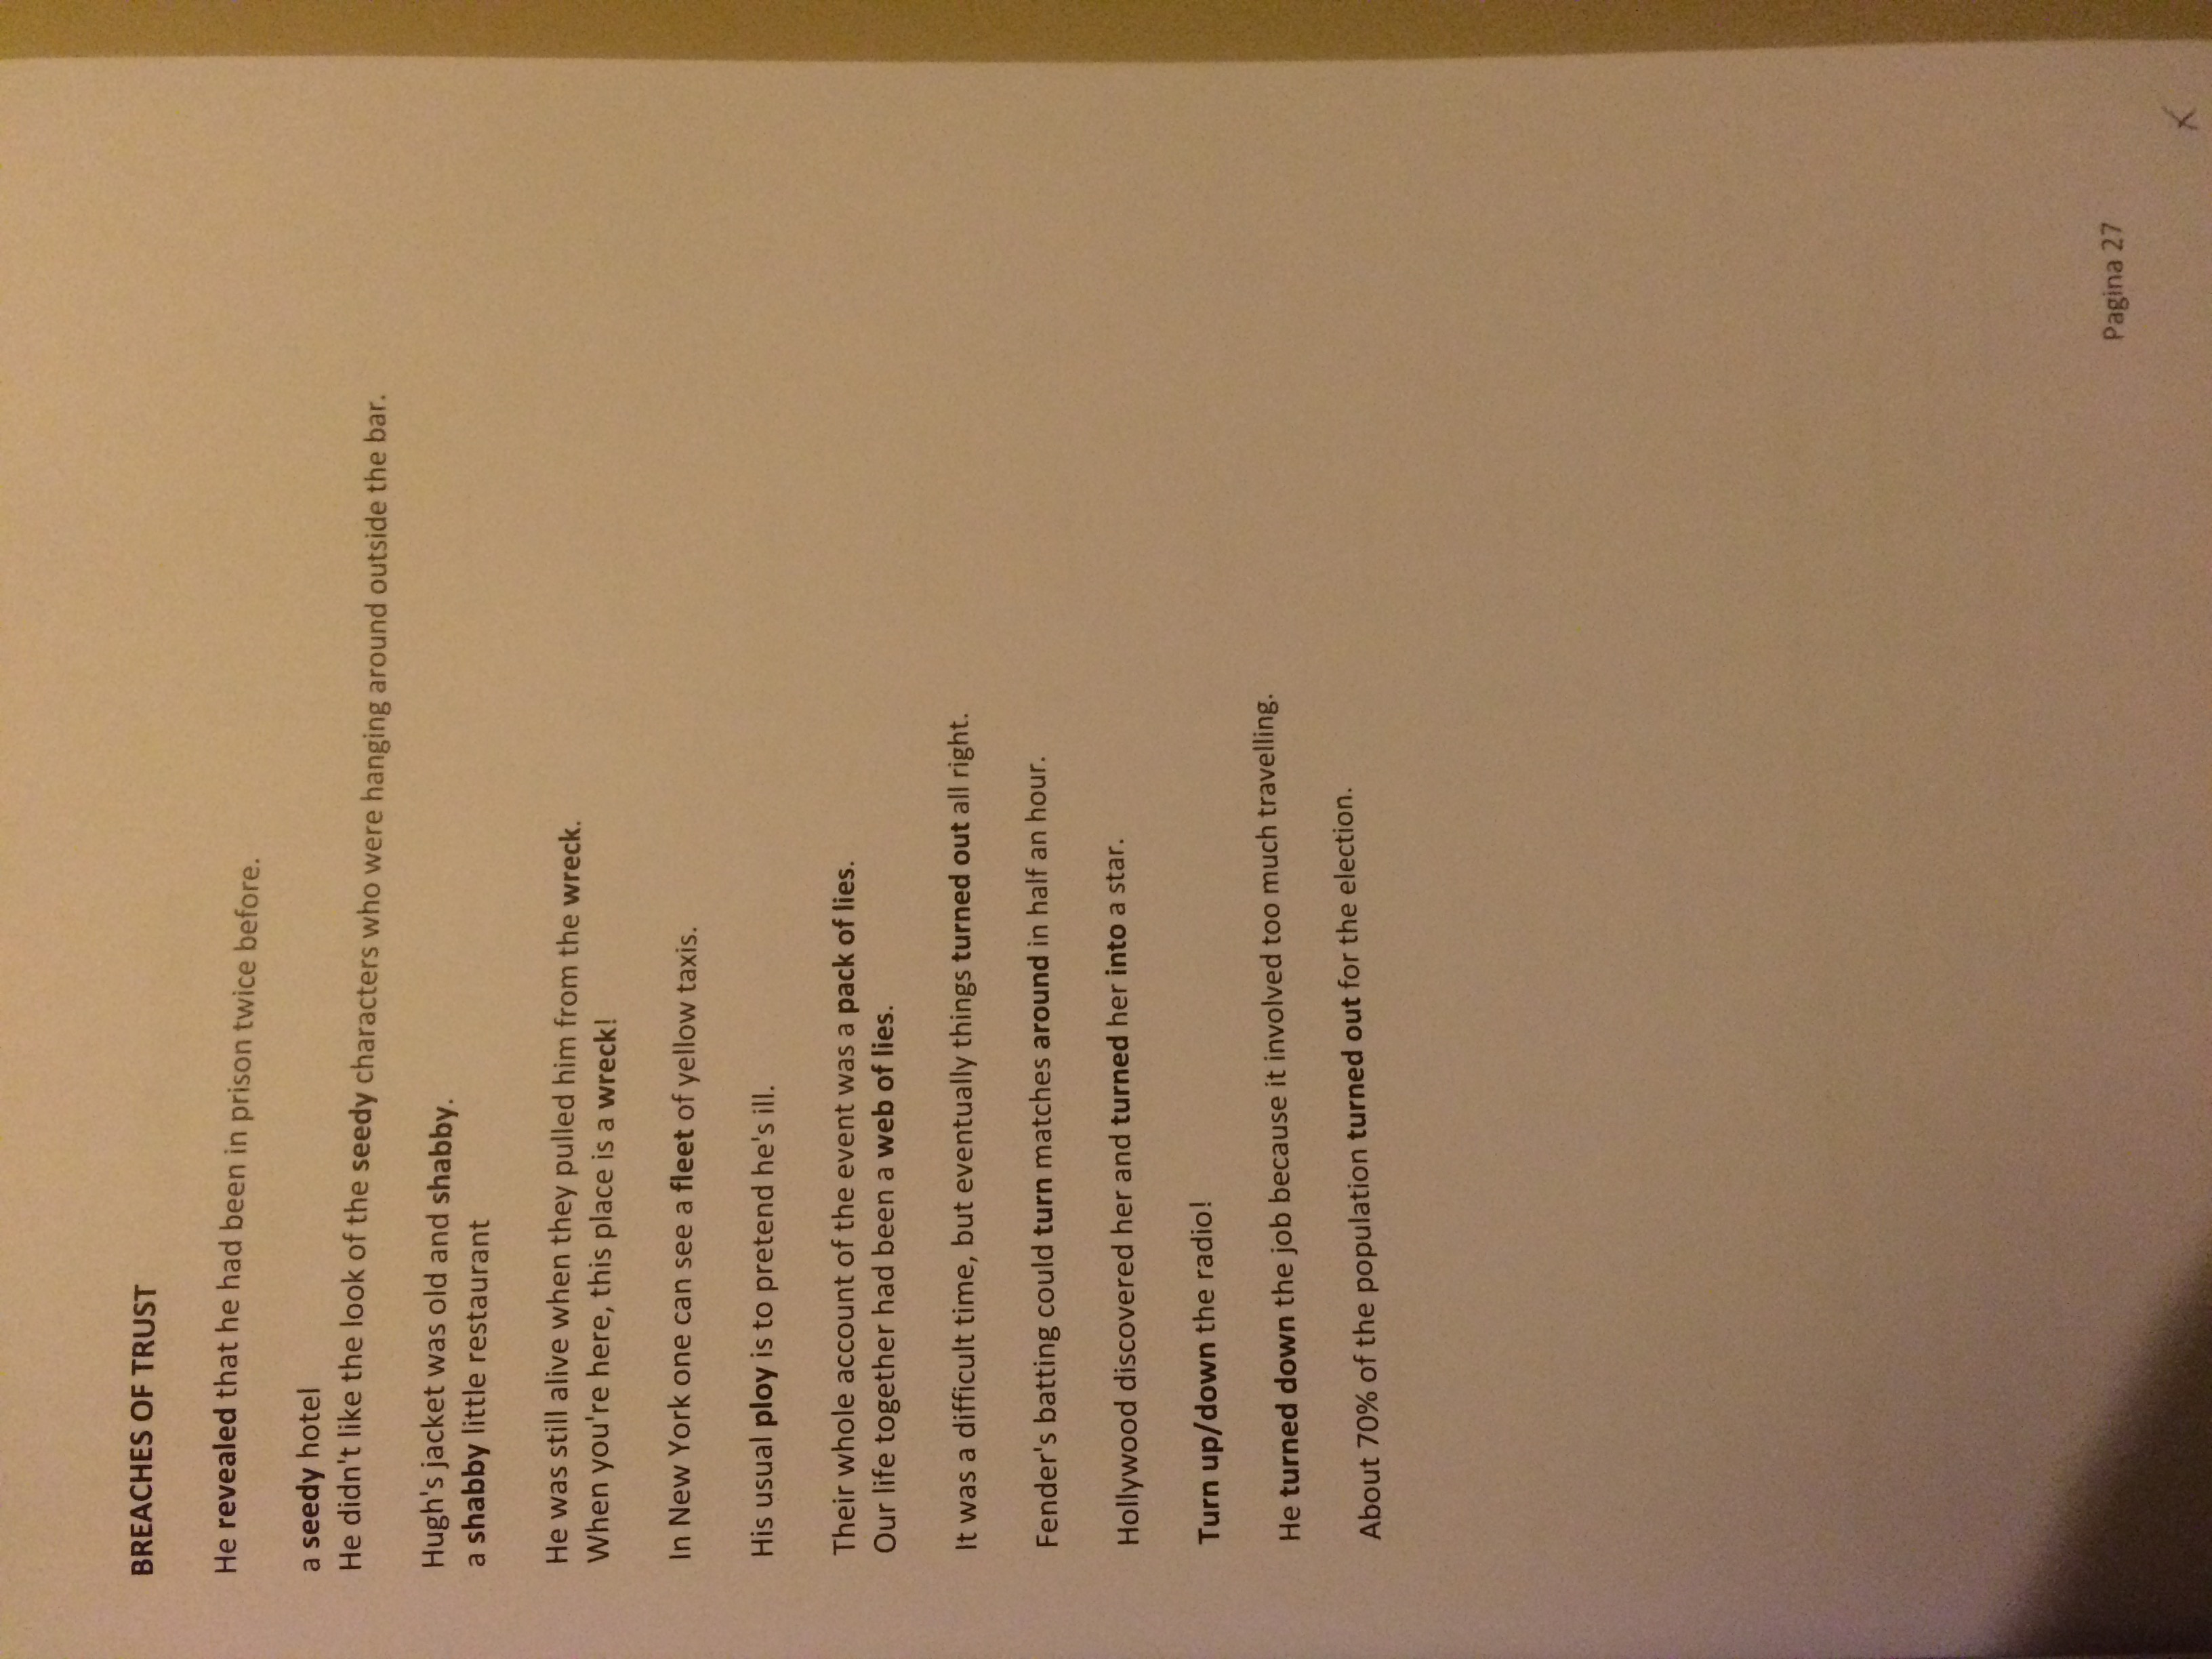 BREACHES OF TRUST
He revealed that he had been in prison twice before.
a seedy hotel
He didn't like the look of the seedy characters who were hanging around outside the bar.
Hugh's jacket was old and shabby.
a shabby little restaurant
He was still alive when they pulled him from the wreck.
When you're here, this place is a wreck!
In New York one can see a fleet of yellow taxis.
His usual ploy is to pretend he's ill.
Their whole account of the event was a pack of lies.
Our life together had been a web of lies.
It was a difficult time, but eventually things turned out all right.
Fender's batting could turn matches around in half an hour.
Hollywood discovered her and turned her into a star.
Turn up/down the radio!
He turned down the job because it involved too much travelling.
About 70% of the population turned out for the election.
Pagina 27
x